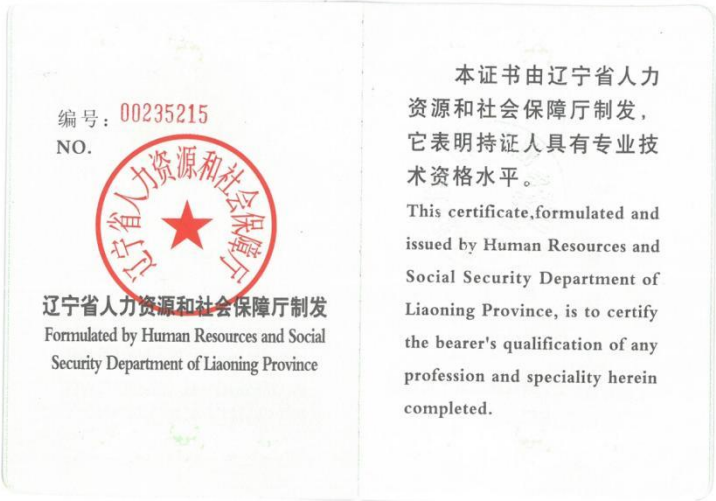 编号：00235215
NO.
辽宁省人力资源和社会保障厅
辽宁省人力资源和社会保障厅制发
Formulated by Human Resources and Social
Security Department of Liaoning Province
本证书由辽宁省人力
资源和社会保障厅制发，
它表明持证人具有专业技
术资格水平。
This certificate,formulated and
issued by Human Resources and
Social Security Department of
Liaoning Province, is to certify
the bearer's qualification of any
profession and speciality herein
completed.